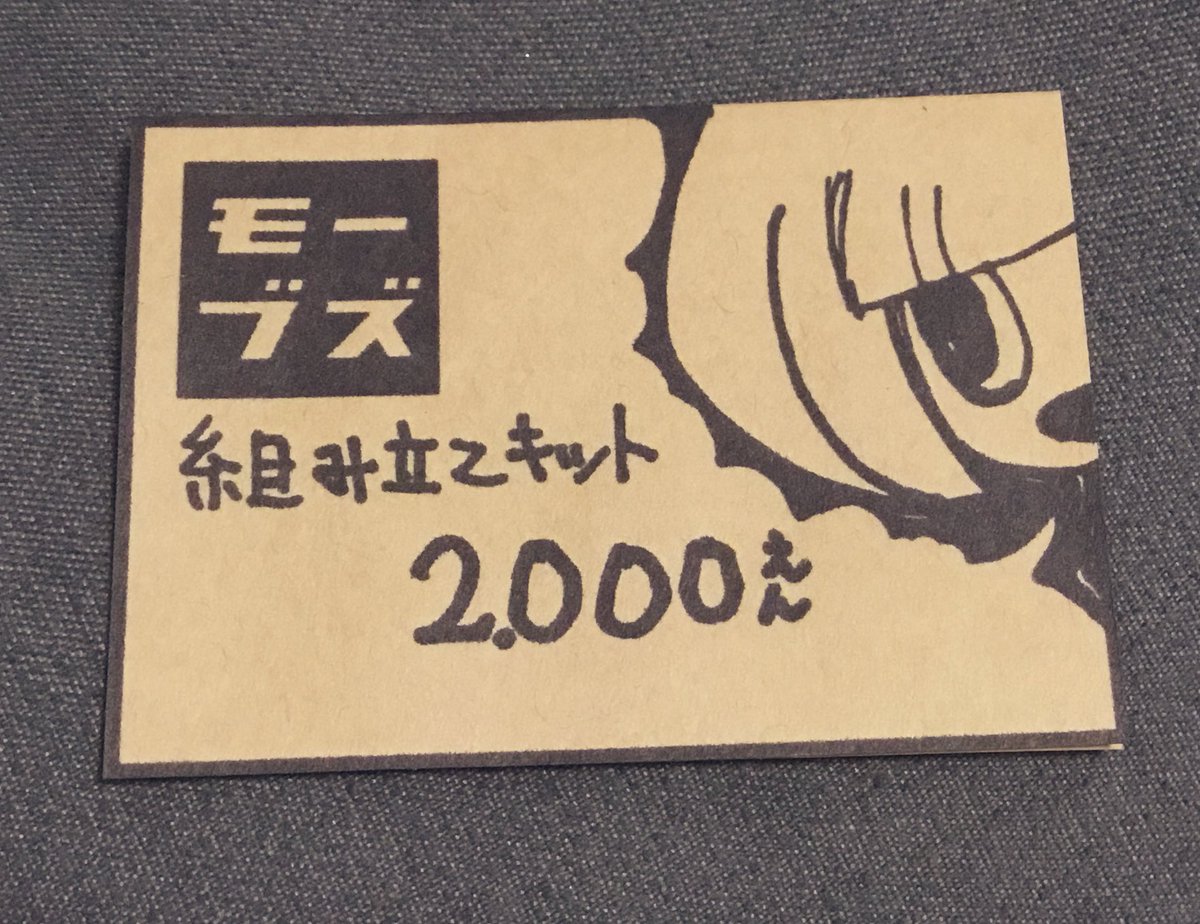 モー
ブズ
組み立てキット
2.000えん